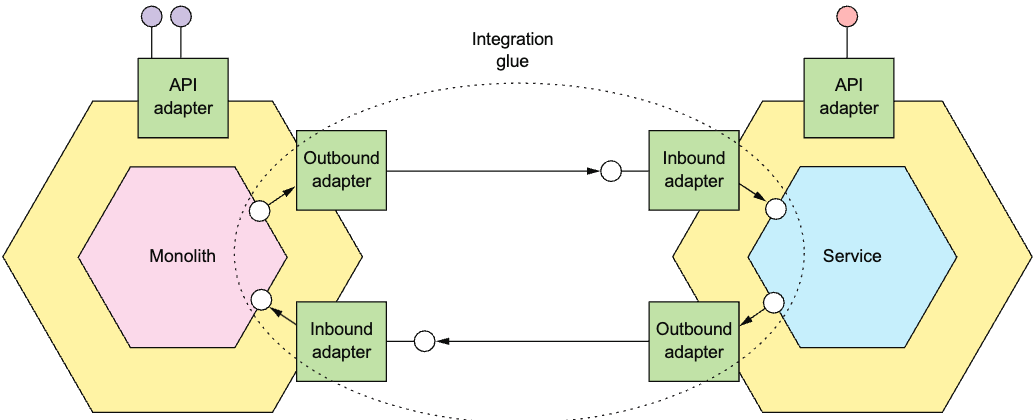 Integration
glue
API
adapter
API
adapter
Outbound
adapter
Inbound
adapter
Monolith
Service
Inbound
adapter
Outbound
adapter